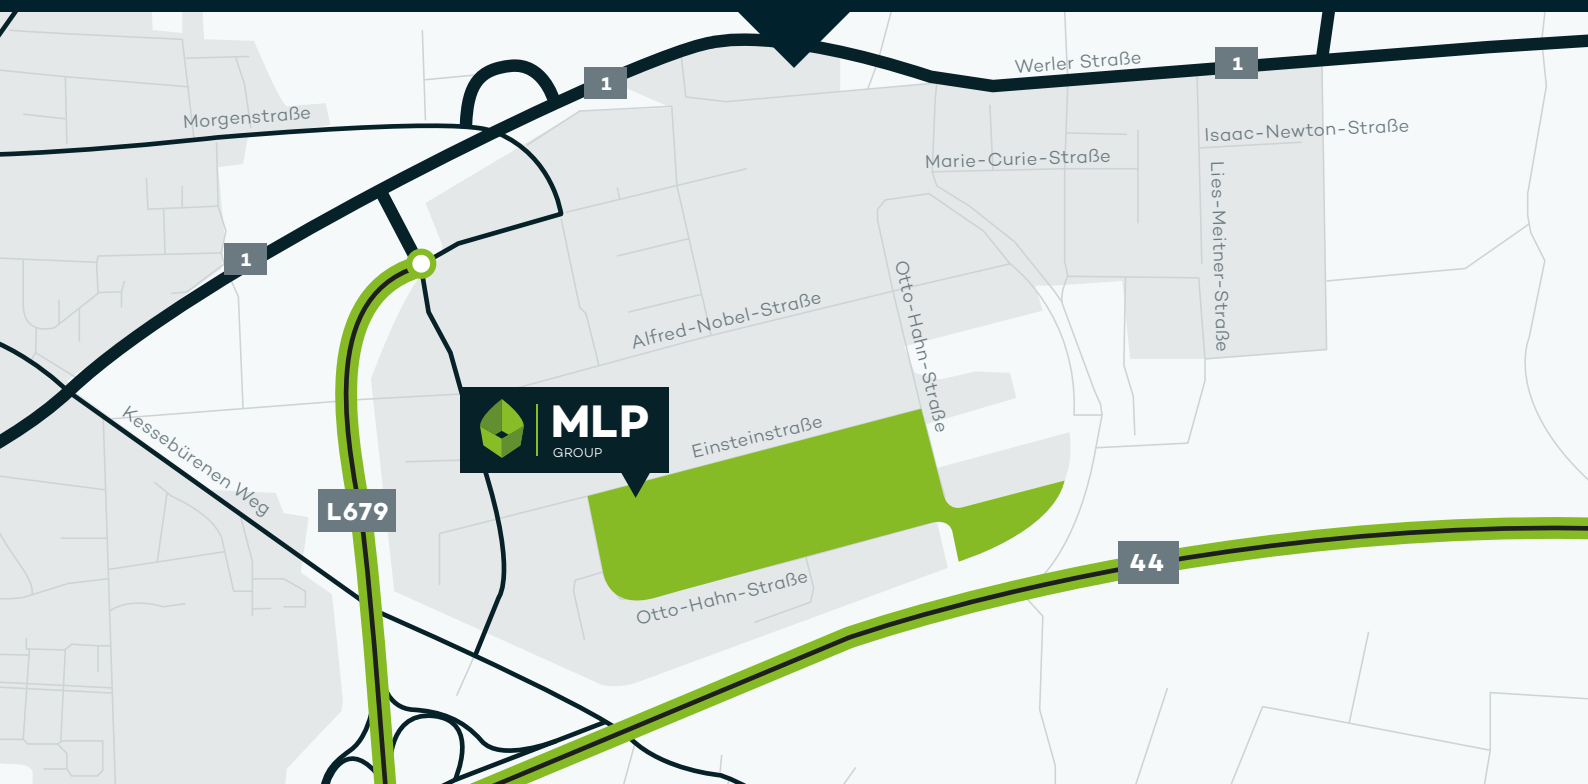 Werler Straße
1
1
Morgenstraße
Isaac-Newton-Straße
Marie-Curie-Straße
Lies-Meitner-Straße
1
Otto-Hahn-Straße
Alfred-Nobel-Straße
MLP
GROUP
Einsteinstraße
Kessebürenen Weg
L679
44
Otto-Hahn-Straße